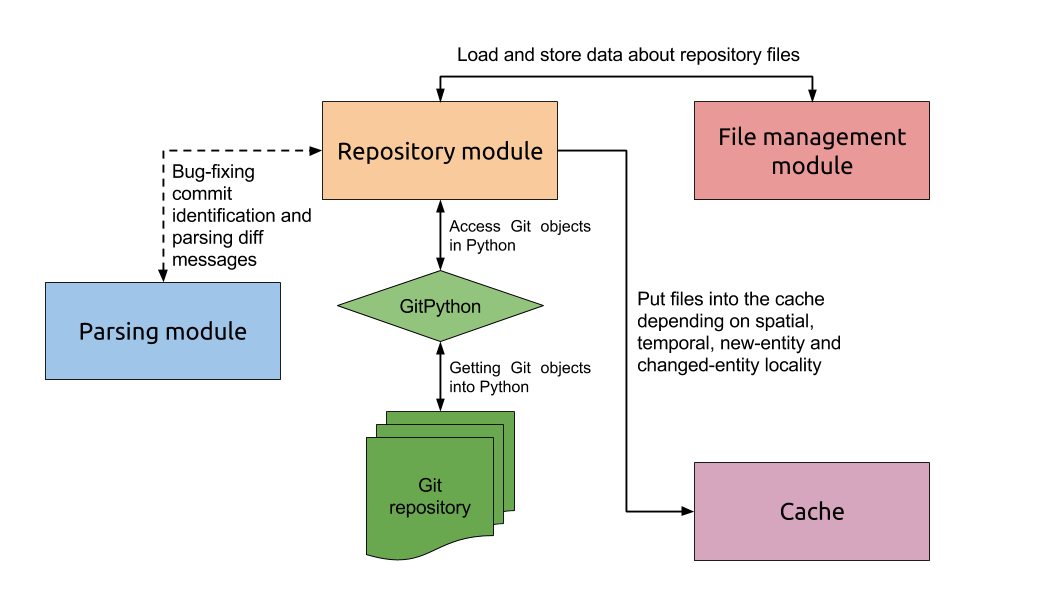 Load and store data about repository files
Repository module
File management
module
Bug-fixing
commit
identification and
parsing diff
messages
Access Git objects
in Python
GitPython
Parsing module
Put files into the cache
depending on spatial,
temporal, new-entity and
changed-entity locality
Getting Git objects
into Python
Git
repository
Cache